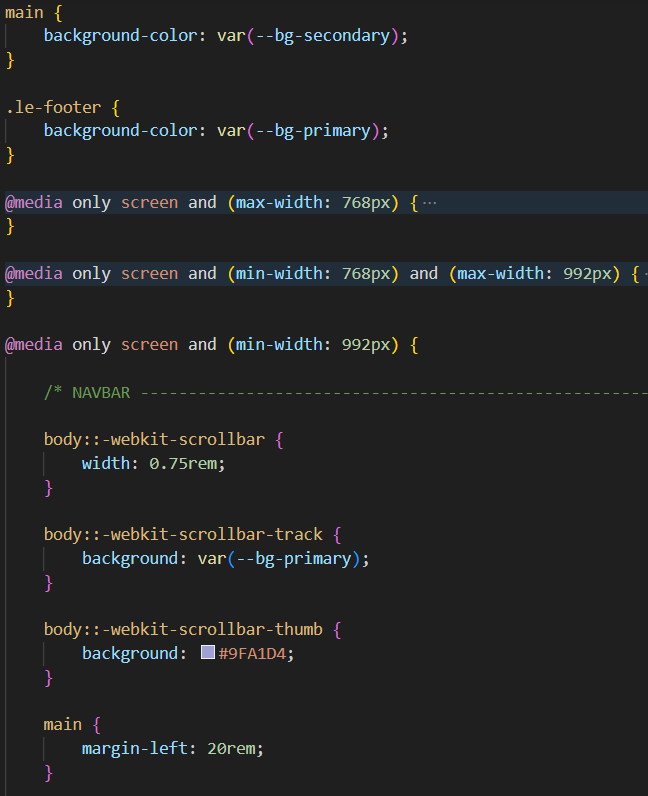 main {
background-color: var(--bg-secondary);
}
.le-footer {
background-color: var(--bg-primary);
}
@media only screen and (max-width: 768px) {···
}
@media only screen and (min-width: 768px) and (max-width: 992px) {
}
@media only screen and (min-width: 992px) {
/* NAVBAR -----------------------------------------------------
body::-webkit-scrollbar {
width: 0.75rem;
}
body::-webkit-scrollbar-track {
background: var(--bg-primary);
}
body::-webkit-scrollbar-thumb {
background: #9FA1D4;
}
main {
margin-left: 20rem;
}